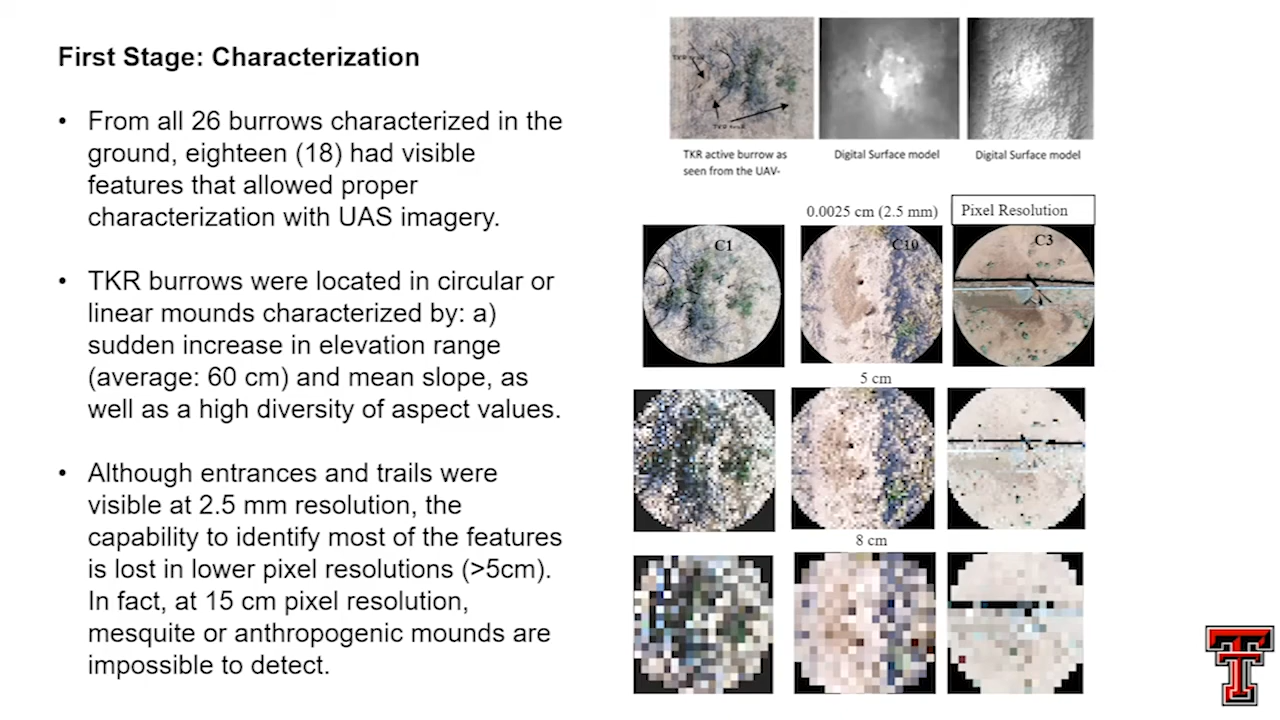 First Stage: Characterization
• From all 26 burrows characterized in the
ground, eighteen (18) had visible
features that allowed proper
characterization with UAS imagery.
• TKR burrows were located in circular or
linear mounds characterized by: a)
sudden increase in elevation range
(average: 60 cm) and mean slope, as
well as a high diversity of aspect values.
• Although entrances and trails were
visible at 2.5 mm resolution, the
capability to identify most of the features
is lost in lower pixel resolutions (>5cm).
In fact, at 15 cm pixel resolution,
mesquite or anthropogenic mounds are
impossible to detect.
TKR
TKR
TKR active burrow as
seen from the UAV-
Digital Surface model
Digital Surface model
0.0025 cm (2.5 mm)
Pixel Resolution
C1
C10
C3
5 cm
8 cm